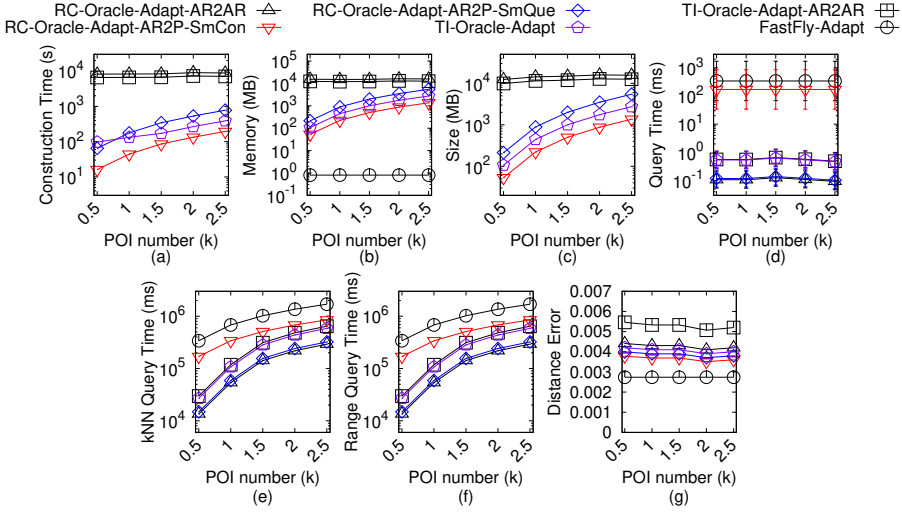 RC-Oracle-Adapt-AR2AR RC-Oracle-Adapt-AR2P-SmQue TI-Oracle-Adapt-AR2AR
RC-Oracle-Adapt-AR2P-SmCon TI-Oracle-Adapt FastFly-Adapt
Construction Time (s)
10^4
10^3
10^2
10^1
0.5 1 1.5 2 2.5
POI number (k)
(a)
Memory (MB)
10^5
10^4
10^3
10^2
10^1
10^0
10^-1
0.5 1 1.5 2 2.5
POI number (k)
(b)
Size (MB)
10^4
10^3
10^2
0.5 1 1.5 2 2.5
POI number (k)
(c)
Query Time (ms)
10^3
10^2
10^1
10^0
10^-1
0.5 1 1.5 2 2.5
POI number (k)
(d)
kNN Query Time (ms)
10^6
10^5
10^4
0.5 1 1.5 2 2.5
POI number (k)
(e)
Range Query Time (ms)
10^6
10^5
10^4
0.5 1 1.5 2 2.5
POI number (k)
(f)
Distance Error
0.007
0.006
0.005
0.004
0.003
0.002
0.001
0
0.5 1 1.5 2 2.5
POI number (k)
(g)